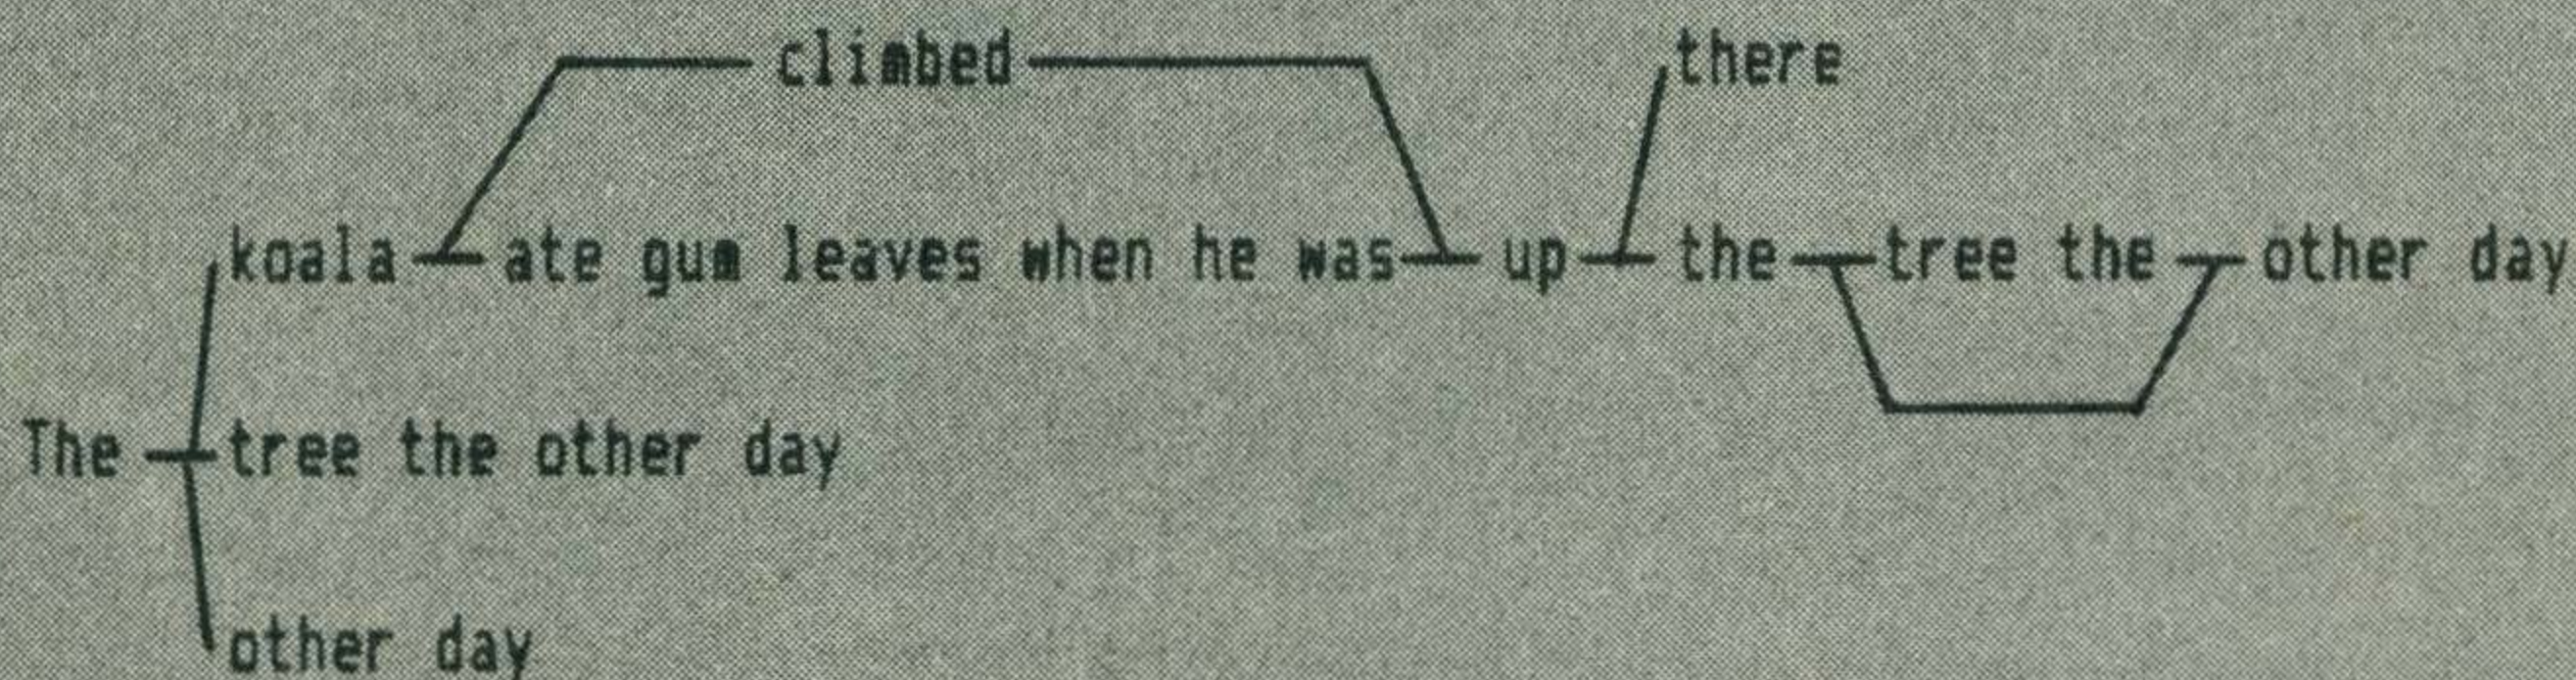 climbed there
koala ate gum leaves when he was up the tree the other day
The tree the other day
other day